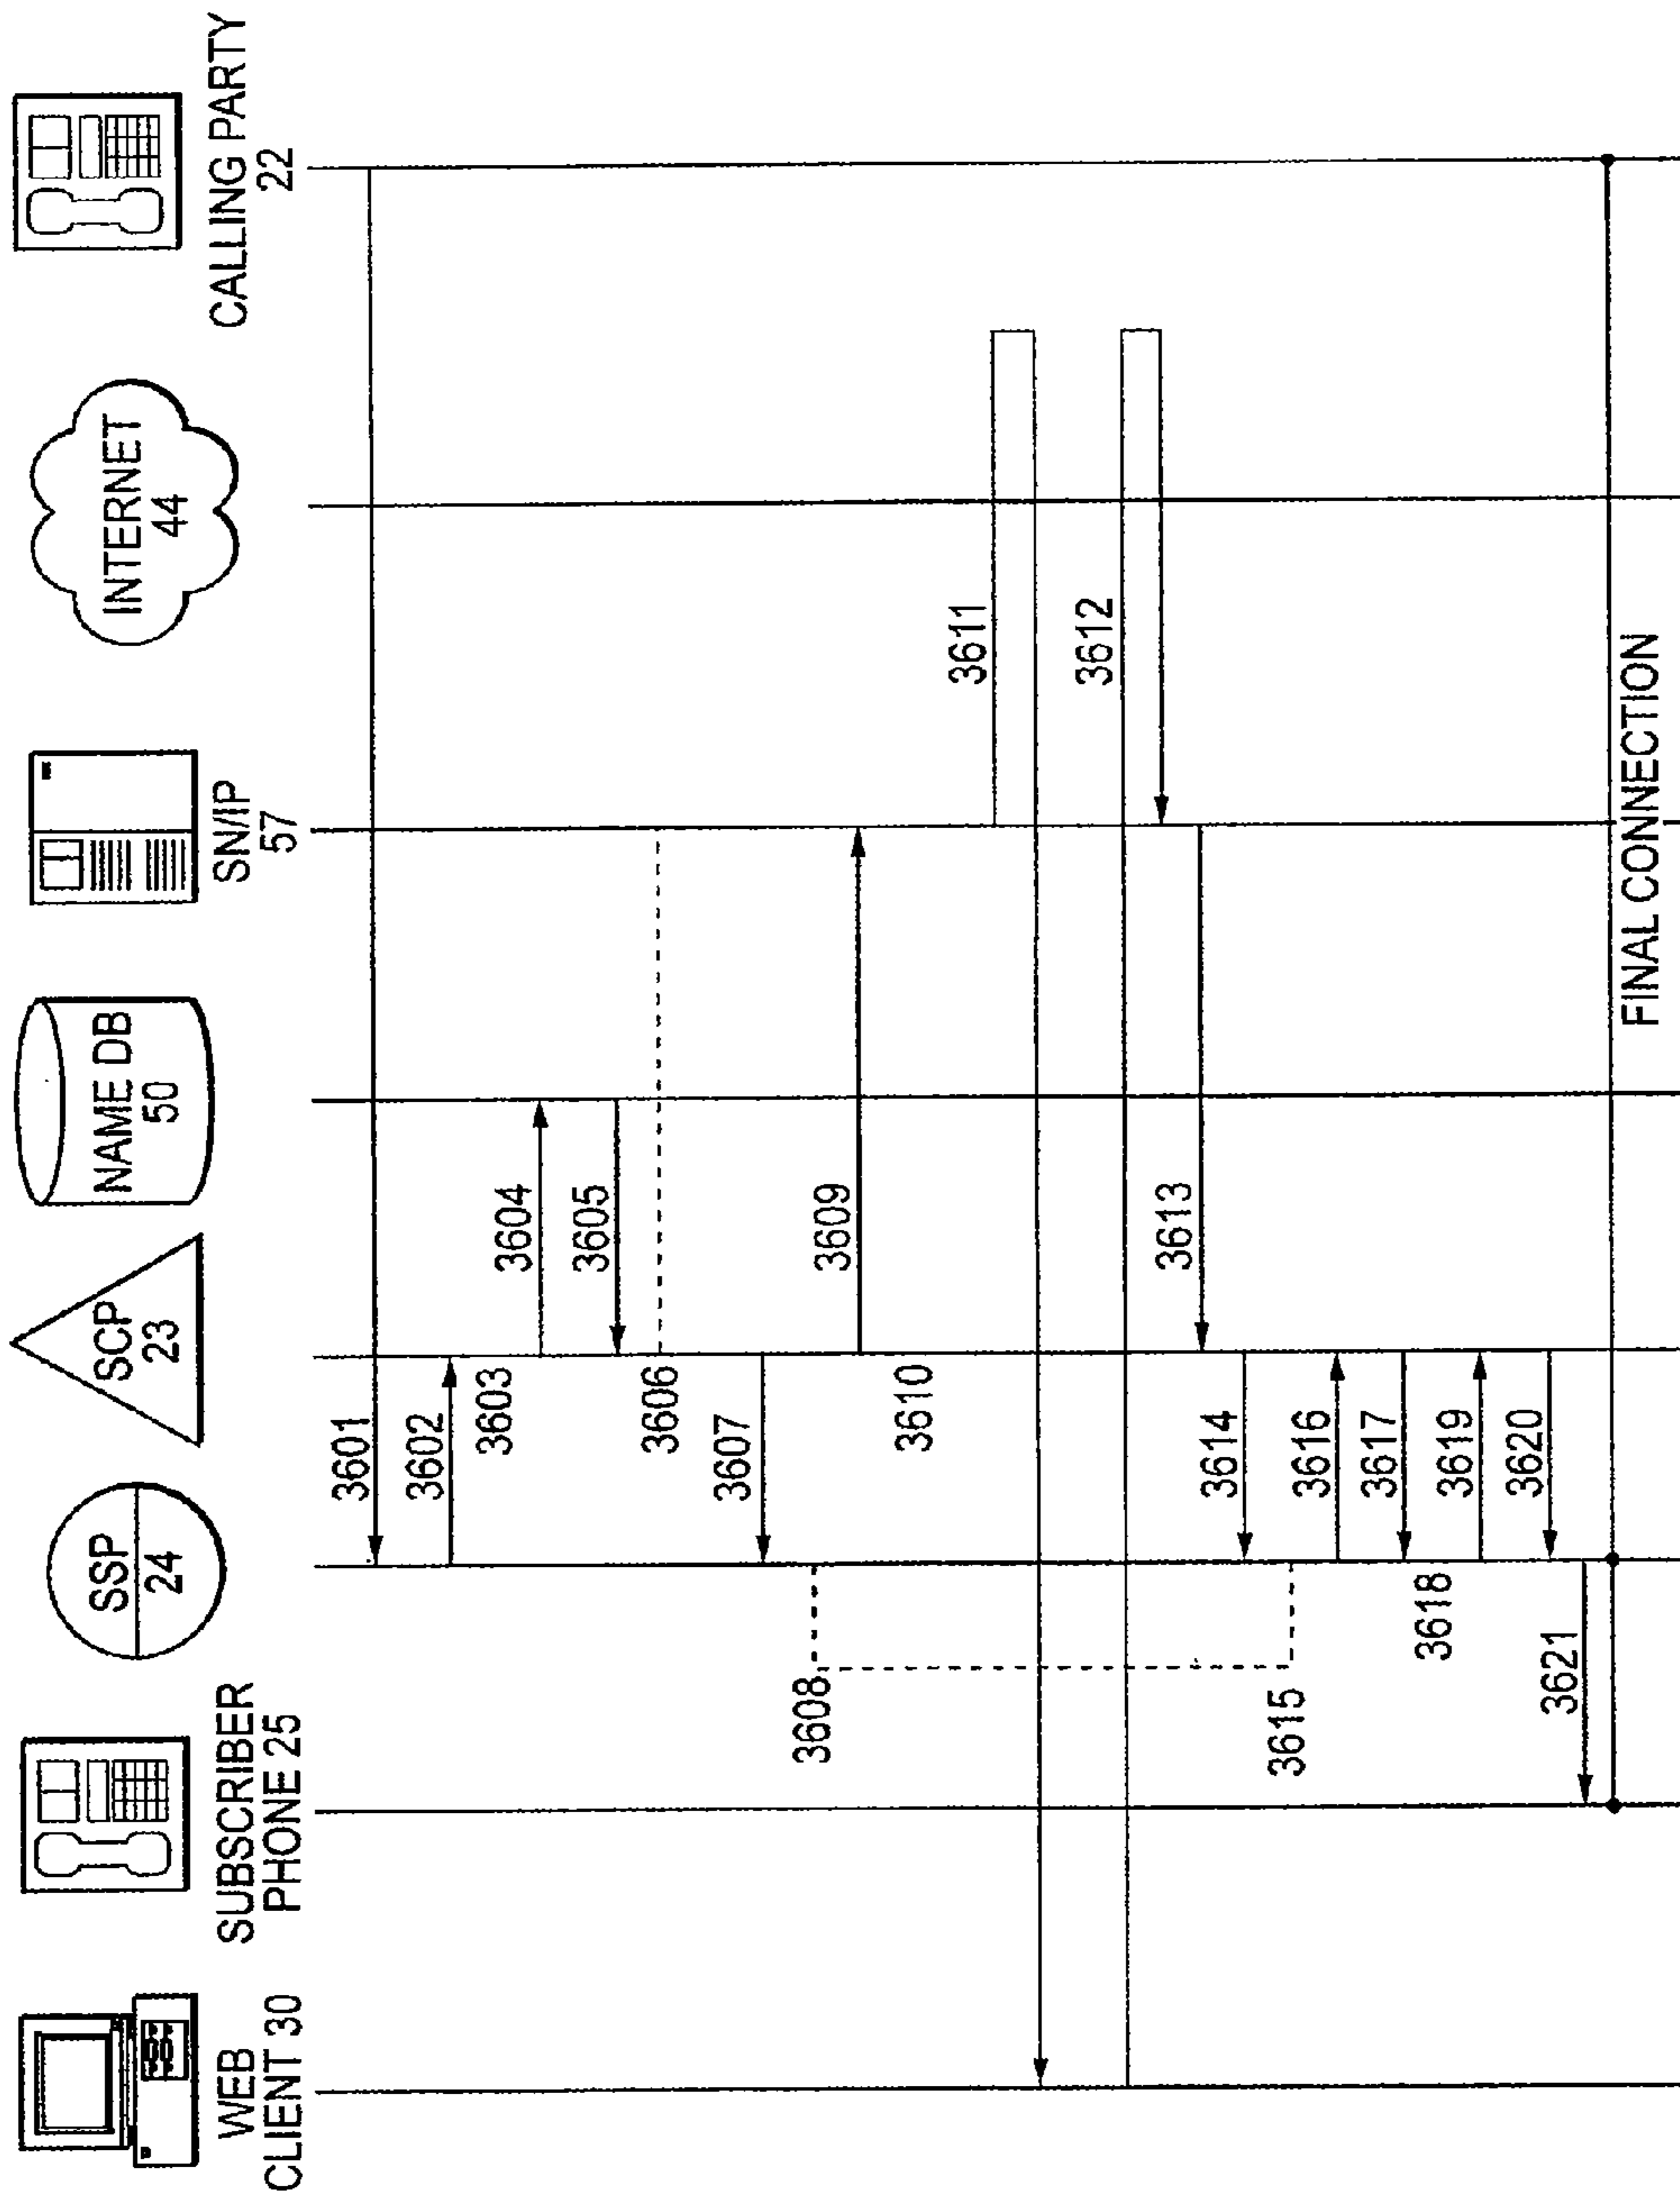 WEB
CLIENT 30
SUBSCRIBER
PHONE 25
SSP
24
SCP
23
NAME DB
50
SN/IP
57
INTERNET
44
CALLING PARTY
22
3601
3602
3603
3604
3605
3606
3607
3608
3609
3610
3611
3612
3613
3614
3615
3616
3617
3618
3619
3620
3621
FINAL CONNECTION